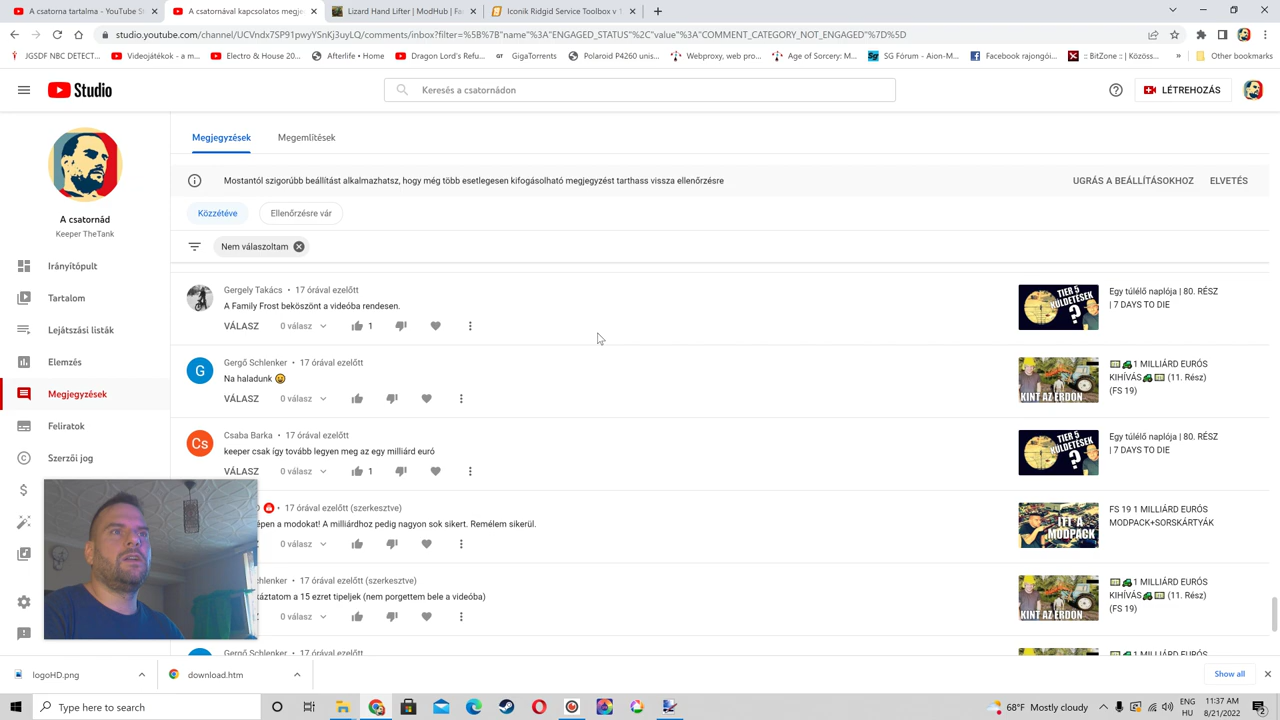 A csatorna tartalma - YouTube S
A csatornával kapcsolatos megje
Lizard Hand Lifter | ModHub | Fa
Iconik Ridgid Service Toolbox v 1
studio.youtube.com/channel/UCVndx7SP91pwyYSnKj3uyLQ/comments/inbox?filter=%5B%7B"name"%3A"ENGAGED_STATUS"%2C"value"%3A"COMMENT_CATEGORY_NOT_ENGAGED"%7D%5D
JGSDF NBC DETECT...
Videojátékok - a m...
Electro & House 20...
Afterlife • Home
Dragon Lord's Refu...
GT GigaTorrents
Polaroid P4260 unis...
Webproxy, web pro...
Age of Sorcery: M...
SG Fórum - Aion-M...
Facebook rajongói...
:: BitZone :: | Közöss...
»
Other bookmarks
Studio
Keresés a csatornádon
LÉTREHOZÁS
Megjegyzések
Megemlítések
Mostantól szigorúbb beállítást alkalmazhatsz, hogy még több esetlegesen kifogásolható megjegyzést tarthass vissza ellenőrzésre
UGRÁS A BEÁLLÍTÁSOKHOZ
ELVETÉS
Közzétéve
Ellenőrzésre vár
Nem válaszoltam
A csatornád
Keeper TheTank
Irányítópult
Tartalom
Lejátszási listák
Elemzés
Megjegyzések
Feliratok
Szerzői jog
Gergely Takács • 17 órával ezelőtt
A Family Frost beköszönt a videóba rendesen.
VÁLASZ 0 válasz 1
TIER 5
KÜLDETÉSEK
?
Egy túlélő naplója | 80. RÉSZ
| 7 DAYS TO DIE
G
Gergő Schlenker • 17 órával ezelőtt
Na haladunk
VÁLASZ 0 válasz
KINT AZ ERDŐN
1 MILLIÁRD EURÓS
KIHÍVÁS (11. Rész)
(FS 19)
Cs
Csaba Barka • 17 órával ezelőtt
keeper csak így tovább legyen meg az egy milliárd euró
VÁLASZ 0 válasz 1
TIER 5
KÜLDETÉSEK
?
Egy túlélő naplója | 80. RÉSZ
| 7 DAYS TO DIE
• 17 órával ezelőtt (szerkesztve)
épen a modokat! A milliárdhoz pedig nagyon sok sikert. Remélem sikerül.
0 válasz
ITT A
MODPACK
FS 19 1 MILLIÁRD EURÓS
MODPACK+SORSKÁRTYÁK
hlenker • 17 órával ezelőtt (szerkesztve)
káztatom a 15 ezret tipeljek (nem porgettem bele a videóba)
0 válasz
KINT AZ ERDŐN
1 MILLIÁRD EURÓS
KIHÍVÁS (11. Rész)
(FS 19)
Gergő Schlenker • 17 órával ezelőtt
1 MILLIÁRD EURÓS
logoHD.png
download.htm
Show all
Type here to search
68°F Mostly cloudy
ENG
HU
11:37 AM
8/21/2022
2